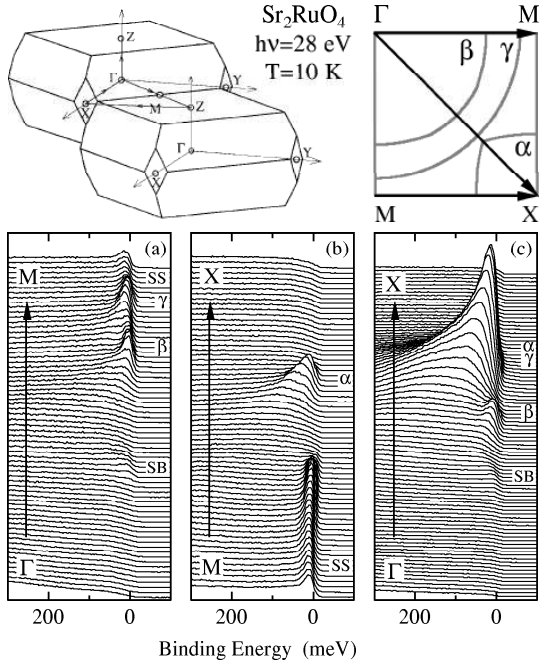 Sr₂RuO₄
hν=28 eV
T=10 K
Z
Γ
X
M
Z
Y
Γ
X
Y
Γ M
β γ
α
M X
(a)
M
SS
γ
β
SB
Γ
(b)
X
α
M
SS
(c)
X
α
γ
β
SB
Γ
200 0 200 0 200 0
Binding Energy (meV)